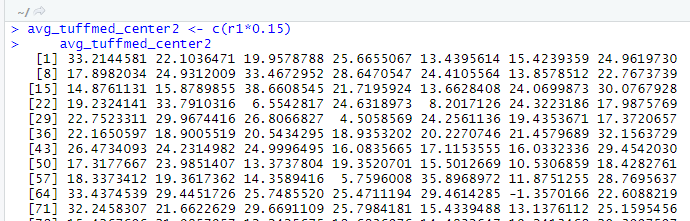 ~/
> avg_tuffmed_center2 <- c(r1*0.15)
> avg_tuffmed_center2
[1] 33.2144581 22.1036471 19.9578788 25.6655067 13.4395614 15.4239359 24.9619730
[8] 17.8982034 24.9312009 33.4672952 28.6470547 24.4105564 13.8578512 22.7673739
[15] 14.8761131 15.8789855 38.6608545 21.7195924 13.6628408 24.0699873 30.0767928
[22] 19.2324141 33.7910316 6.5542817 24.6318973 8.2017126 24.3223186 17.9875769
[29] 22.7523311 29.9674416 26.8066827 4.5058569 24.2561136 19.4353671 17.3720657
[36] 22.1650597 18.9005519 20.5434295 18.9353202 20.2270746 21.4579689 32.1563729
[43] 26.4734093 24.2314982 24.9996495 16.0835665 17.1153555 16.0332336 29.4542030
[50] 17.3177667 23.9851407 13.3737804 19.3520701 15.5012669 10.5306859 18.4282761
[57] 18.3373412 19.3617362 14.3589416 5.7596008 35.8968972 11.8751255 28.7695637
[64] 33.4374539 29.4451726 25.7485520 25.4711194 29.4614285 -1.3570166 22.6088219
[71] 32.2458307 21.6622629 29.6691109 25.7984181 15.4339488 13.1376112 25.1595456